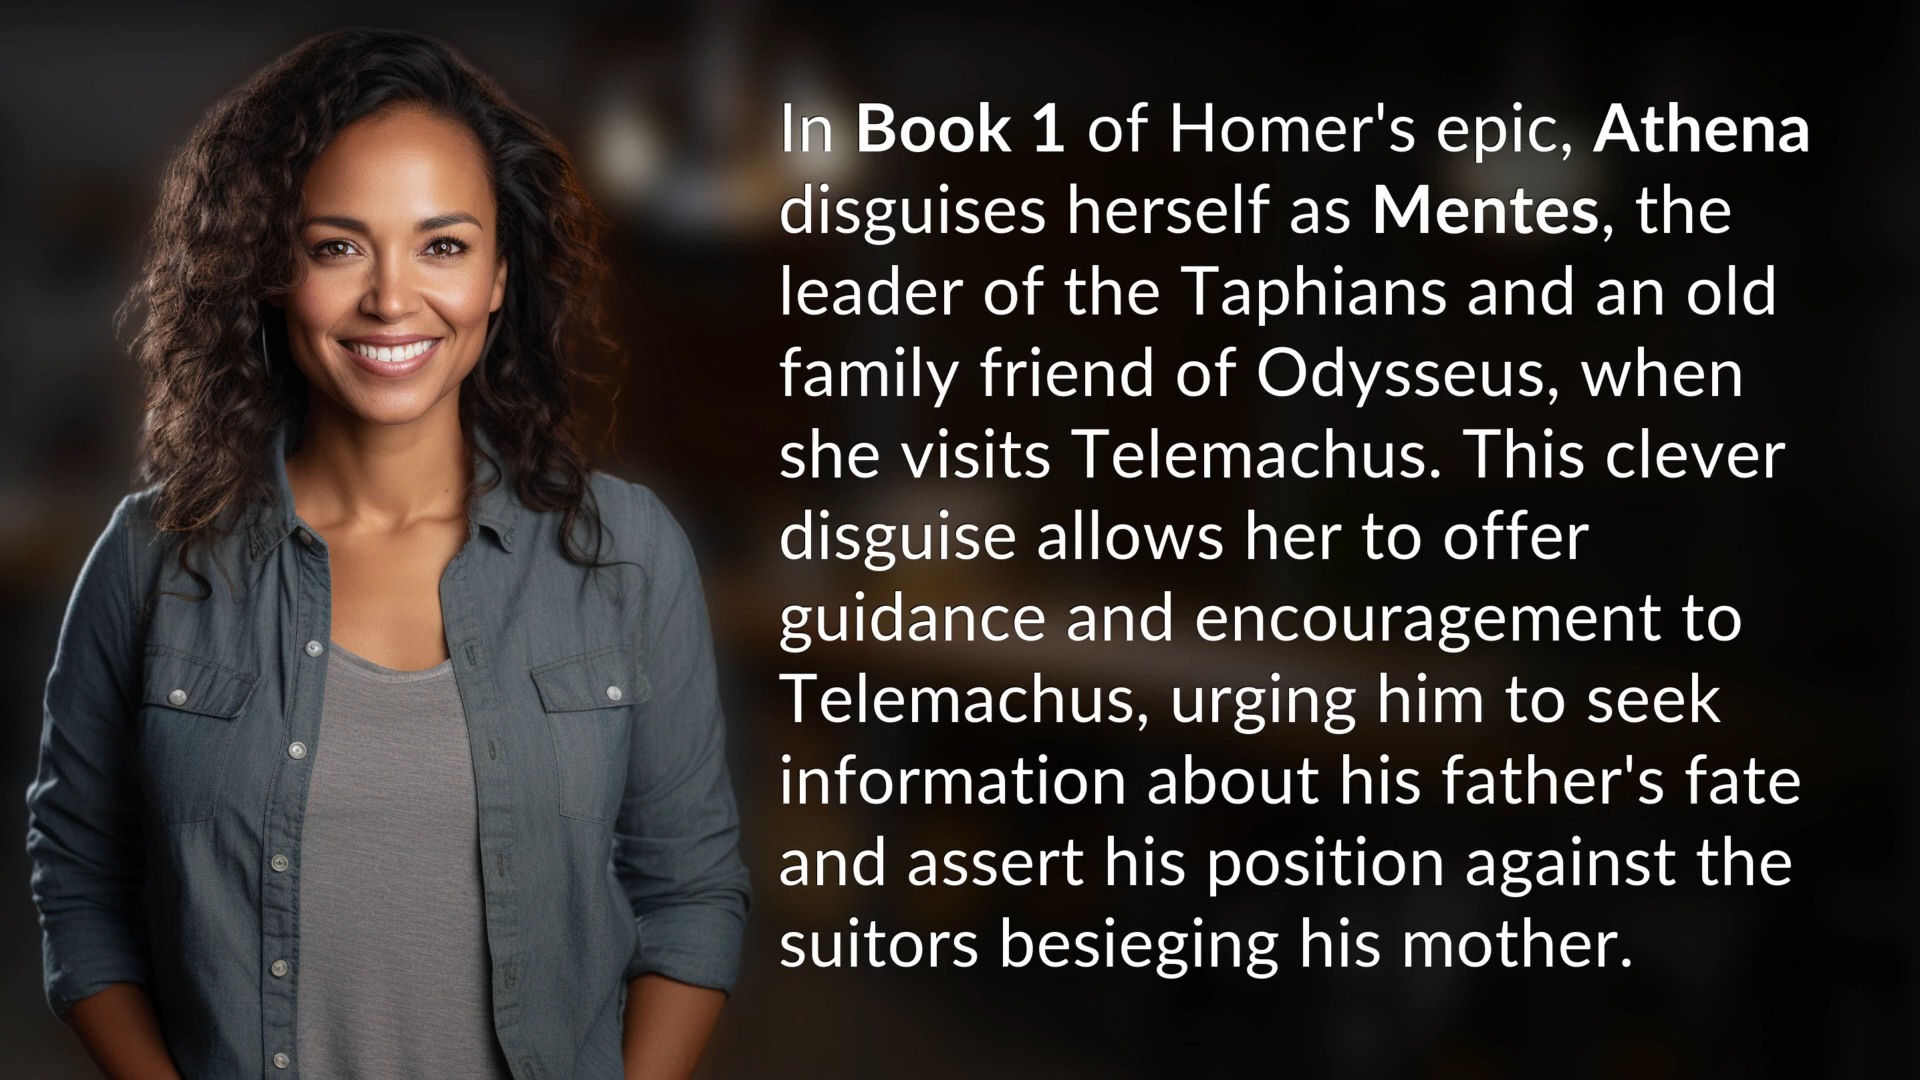 In Book 1 of Homer's epic, Athena
disguises herself as Mentes, the
leader of the Taphians and an old
family friend of Odysseus, when
she visits Telemachus. This clever
disguise allows her to offer
guidance and encouragement to
Telemachus, urging him to seek
information about his father's fate
and assert his position against the
suitors besieging his mother.